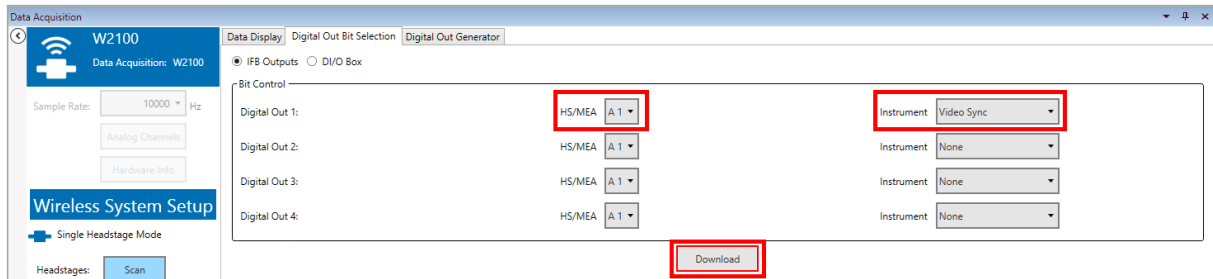 Data Acquisition
W2100
Data Acquisition: W2100
Data Display Digital Out Bit Selection Digital Out Generator
IFB Outputs DI/O Box
Bit Control
Sample Rate: 10000 Hz
Digital Out 1: HS/MEA A 1 Instrument Video Sync
Analog Channels
Digital Out 2: HS/MEA A 1 Instrument None
Hardware Info
Digital Out 3: HS/MEA A 1 Instrument None
Wireless System Setup
Digital Out 4: HS/MEA A 1 Instrument None
Single Headstage Mode
Download
Headstages: Scan